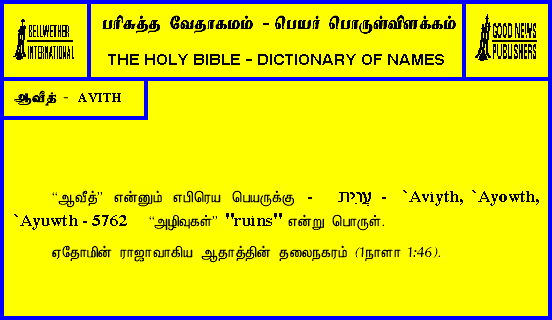 BELLWETHER
INTERNATIONAL
பரிசுத்த வேதாகமம் - பெயர் பொருள்விளக்கம்
THE HOLY BIBLE - DICTIONARY OF NAMES
GOOD NEWS
PUBLISHERS
ஆவீத் - AVITH
“ஆவீத்” என்னும் எபிரெய பெயருக்கு - עֲוִית - `Aviyth, `Ayowth,
`Ayuwth - 5762 “அழிவுகள்” "ruins" என்று பொருள்.
ஏதோமின் ராஜாவாகிய ஆதாத்தின் தலைநகரம் (1நாளா 1:46).